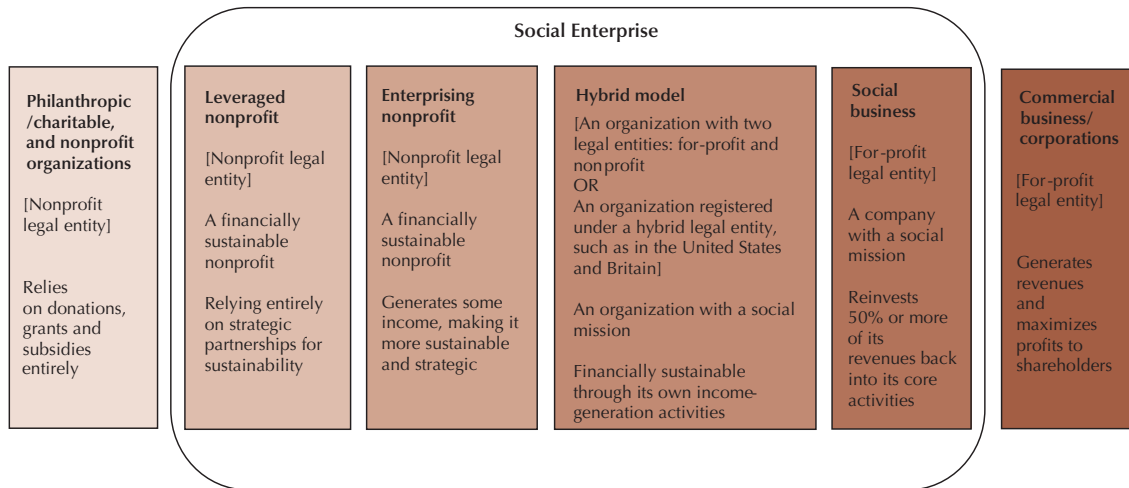 Social Enterprise
Philanthropic
/charitable,
and nonprofit
organizations
[Nonprofit
legal entity]
Relies
on donations,
grants and
subsidies
entirely
Leveraged
nonprofit
[Nonprofit legal
entity]
A financially
sustainable
nonprofit
Relying entirely
on strategic
partnerships for
sustainability
Enterprising
nonprofit
[Nonprofit legal
entity]
A financially
sustainable
nonprofit
Generates some
income, making it
more sustainable
and strategic
Hybrid model
[An organization with two
legal entities: for-profit and
nonprofit
OR
An organization registered
under a hybrid legal entity,
such as in the United States
and Britain]
An organization with a social
mission
Financially sustainable
through its own income-
generation activities
Social
business
[For-profit
legal entity]
A company
with a social
mission
Reinvests
50% or more
of its
revenues back
into its core
activities
Commercial
business/
corporations
[For-profit
legal entity]
Generates
revenues
and
maximizes
profits to
shareholders